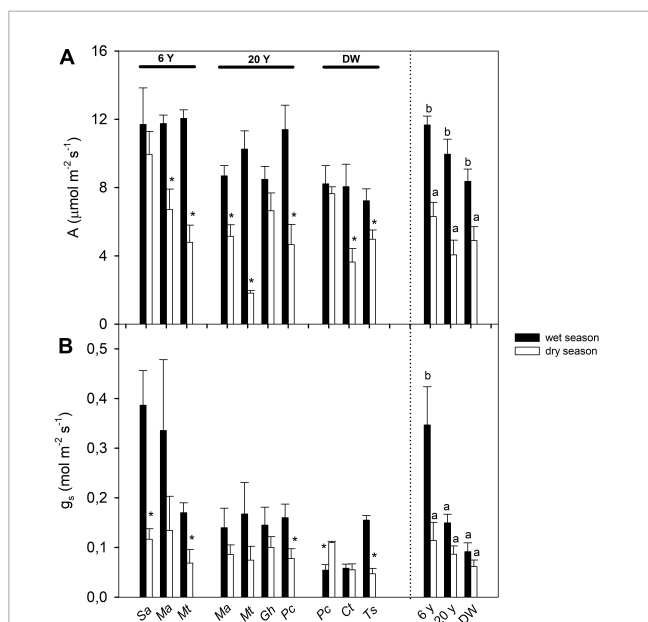 A
6 Y
20 Y
DW
A (µmol m-2 s-1)
16
12
8
4
0
* * * * * * *
b a b a b a
wet season
dry season
B
gs (mol m-2 s-1)
0,5
0,4
0,3
0,2
0,1
0,0
* * * * *
b a a a a a
Sa Ma Mt Ma Mt Gh Pc Pc Ct Ts 6 y 20 y DW